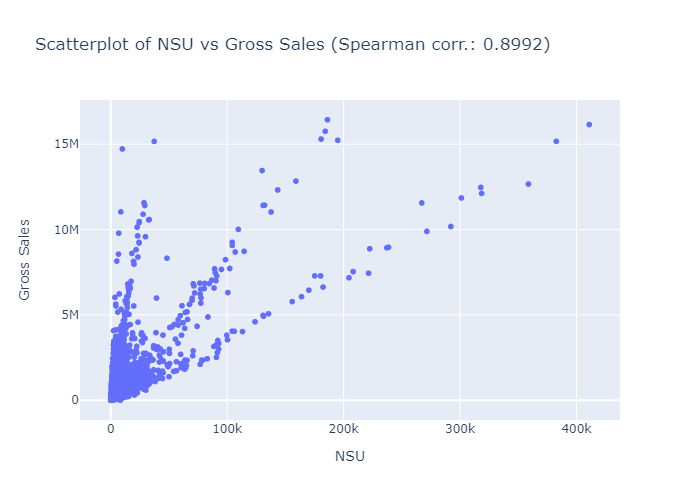 Scatterplot of NSU vs Gross Sales (Spearman corr.: 0.8992)
Gross Sales
15M
10M
5M
0
0 100k 200k 300k 400k
NSU